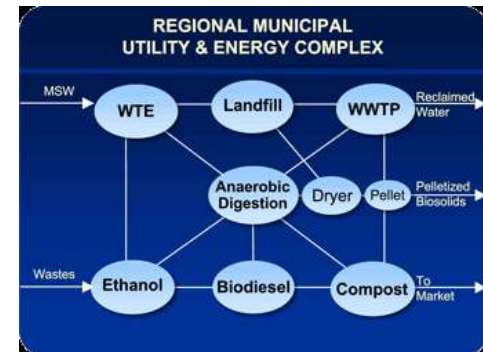 REGIONAL MUNICIPAL
UTILITY & ENERGY COMPLEX
MSW
WTE
Landfill
WWTP
Reclaimed
Water
Anaerobic
Digestion
Dryer
Pellet
Pelletized
Biosolids
Wastes
Ethanol
Biodiesel
Compost
To
Market